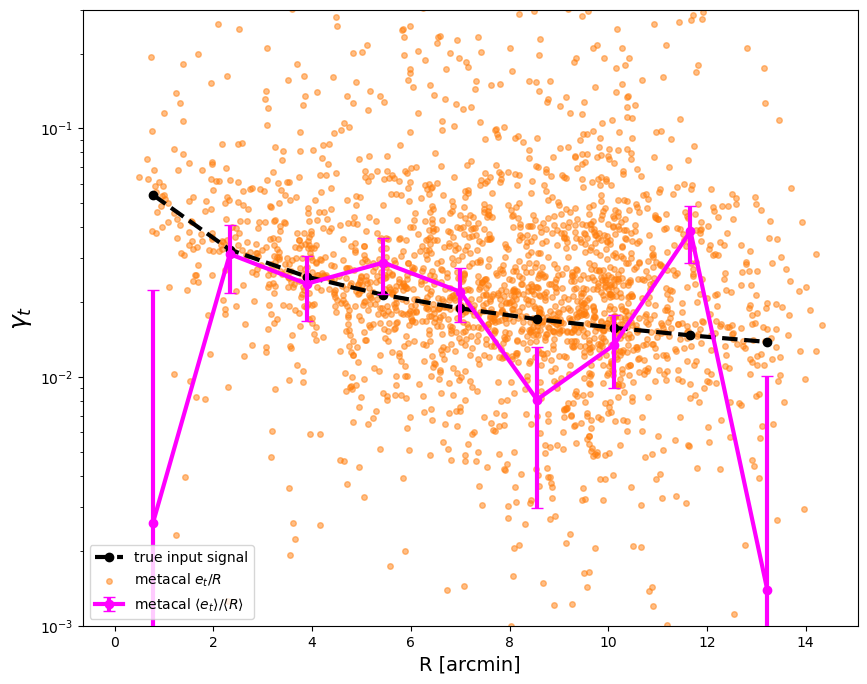 10⁻¹
10⁻²
10⁻³
γₜ
true input signal
metacal eₜ/R
metacal ⟨eₜ⟩/⟨R⟩
0 2 4 6 8 10 12 14
R [arcmin]